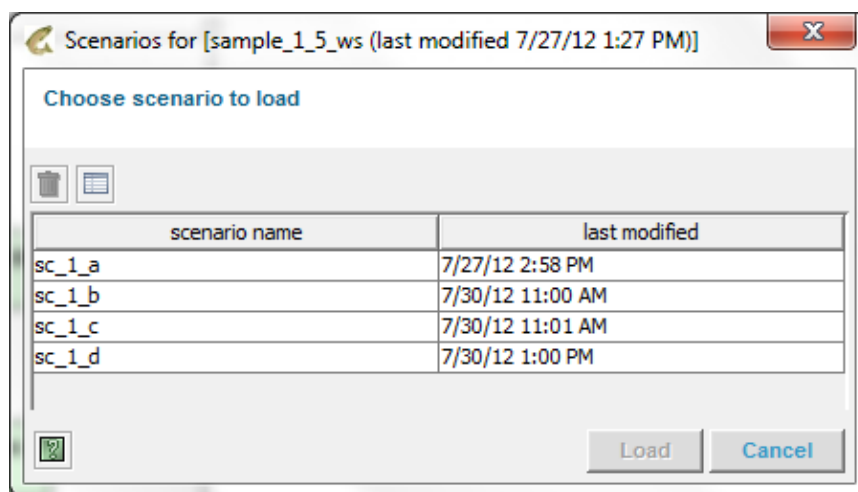 Scenarios for [sample_1_5_ws (last modified 7/27/12 1:27 PM)]
Choose scenario to load
scenario name last modified
sc_1_a 7/27/12 2:58 PM
sc_1_b 7/30/12 11:00 AM
sc_1_c 7/30/12 11:01 AM
sc_1_d 7/30/12 1:00 PM
? Load Cancel